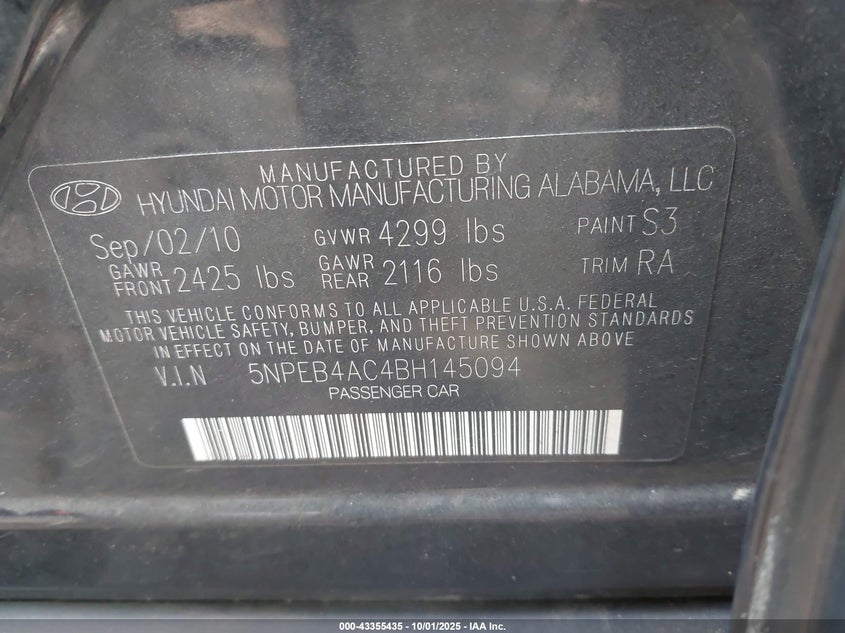 MANUFACTURED BY
HYUNDAI MOTOR MANUFACTURING ALABAMA, LLC
Sep/02/10 GVWR 4299 lbs PAINT S3
GAWR FRONT 2425 lbs GAWR REAR 2116 lbs TRIM RA
THIS VEHICLE CONFORMS TO ALL APPLICABLE U.S.A. FEDERAL
MOTOR VEHICLE SAFETY, BUMPER, AND THEFT PREVENTION STANDARDS
IN EFFECT ON THE DATE OF MANUFACTURE SHOWN ABOVE
V.I.N 5NPEB4AC4BH145094
PASSENGER CAR
000-43355435 - 10/01/2025 - IAA Inc.